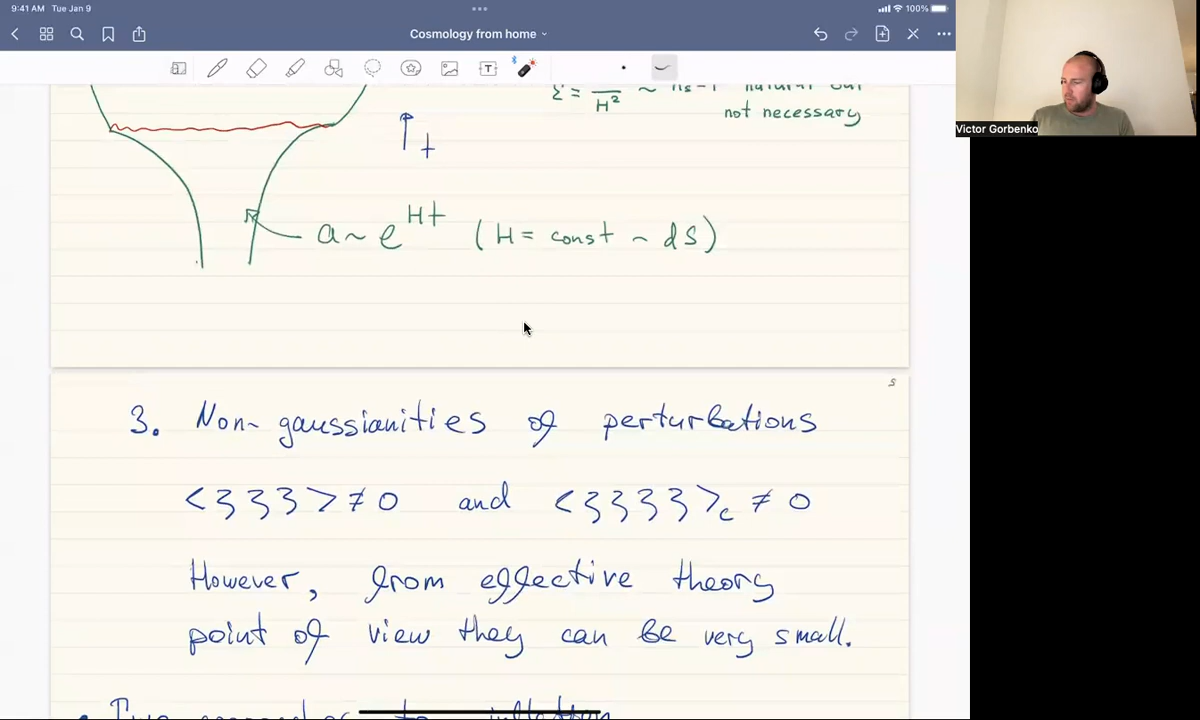 9:41 AM Tue Jan 9
100%
Cosmology from home
Victor Gorbenko
H²
not necessary
t
a ~ e^{Ht} (H = const ~ dS)
5
3. Non-gaussianities of perturbations
<ζζζ> ≠ 0 and <ζζζζ>_c ≠ 0
However, from effective theory
point of view they can be very small.